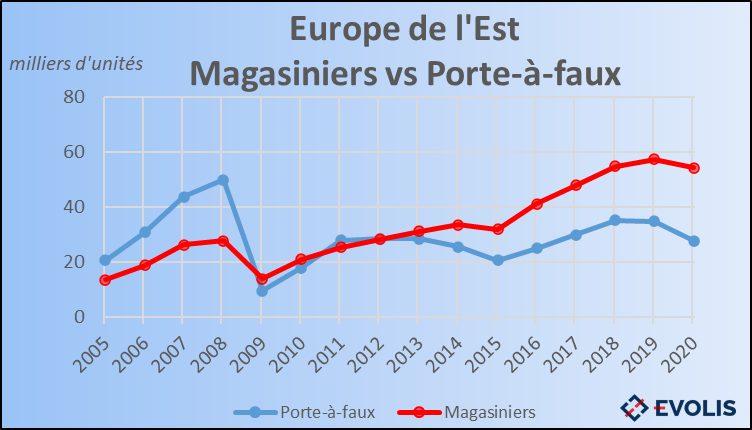 Europe de l'Est
Magasiniers vs Porte-à-faux
milliers d'unités
80
60
40
20
0
2005 2006 2007 2008 2009 2010 2011 2012 2013 2014 2015 2016 2017 2018 2019 2020
Porte-à-faux Magasiniers
EVOLIS